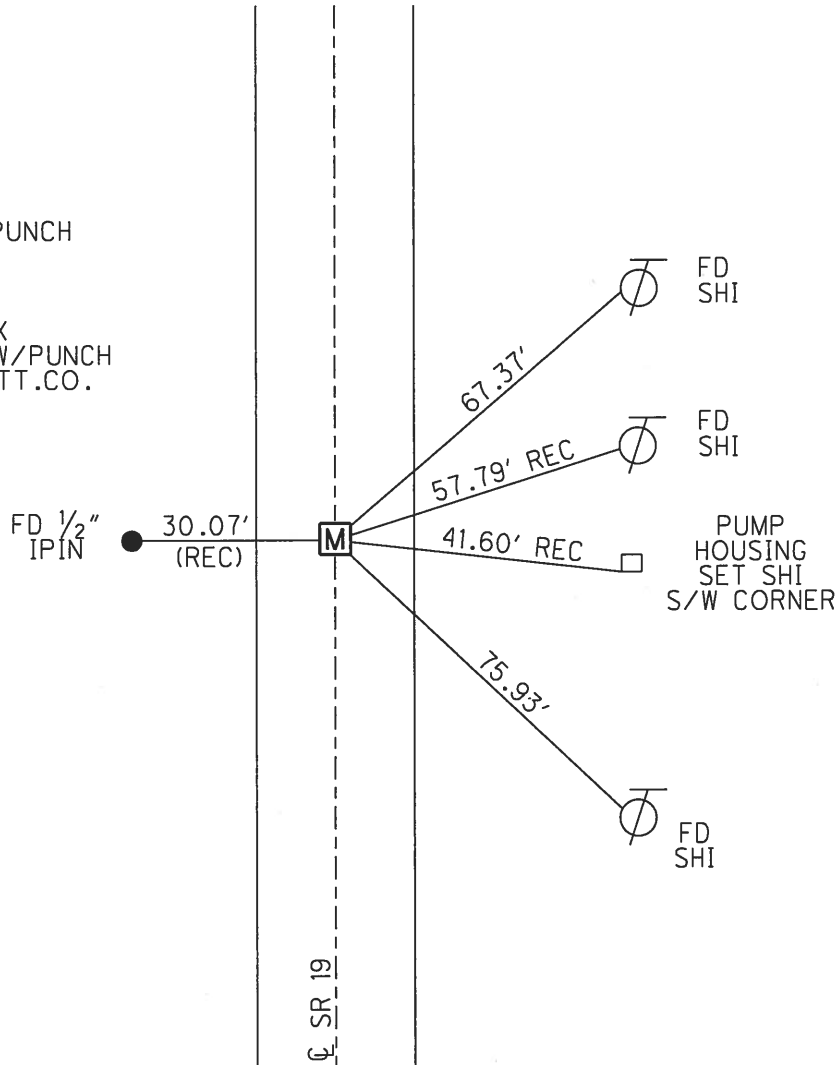 PUNCH
W/PUNCH
TT.CO.
FD
SHI
67.37'
FD
SHI
57.79' REC
FD ½"
IPIN
30.07'
(REC)
M
41.60' REC
PUMP
HOUSING
SET SHI
S/W CORNER
75.93'
FD
SHI
℄ SR 19